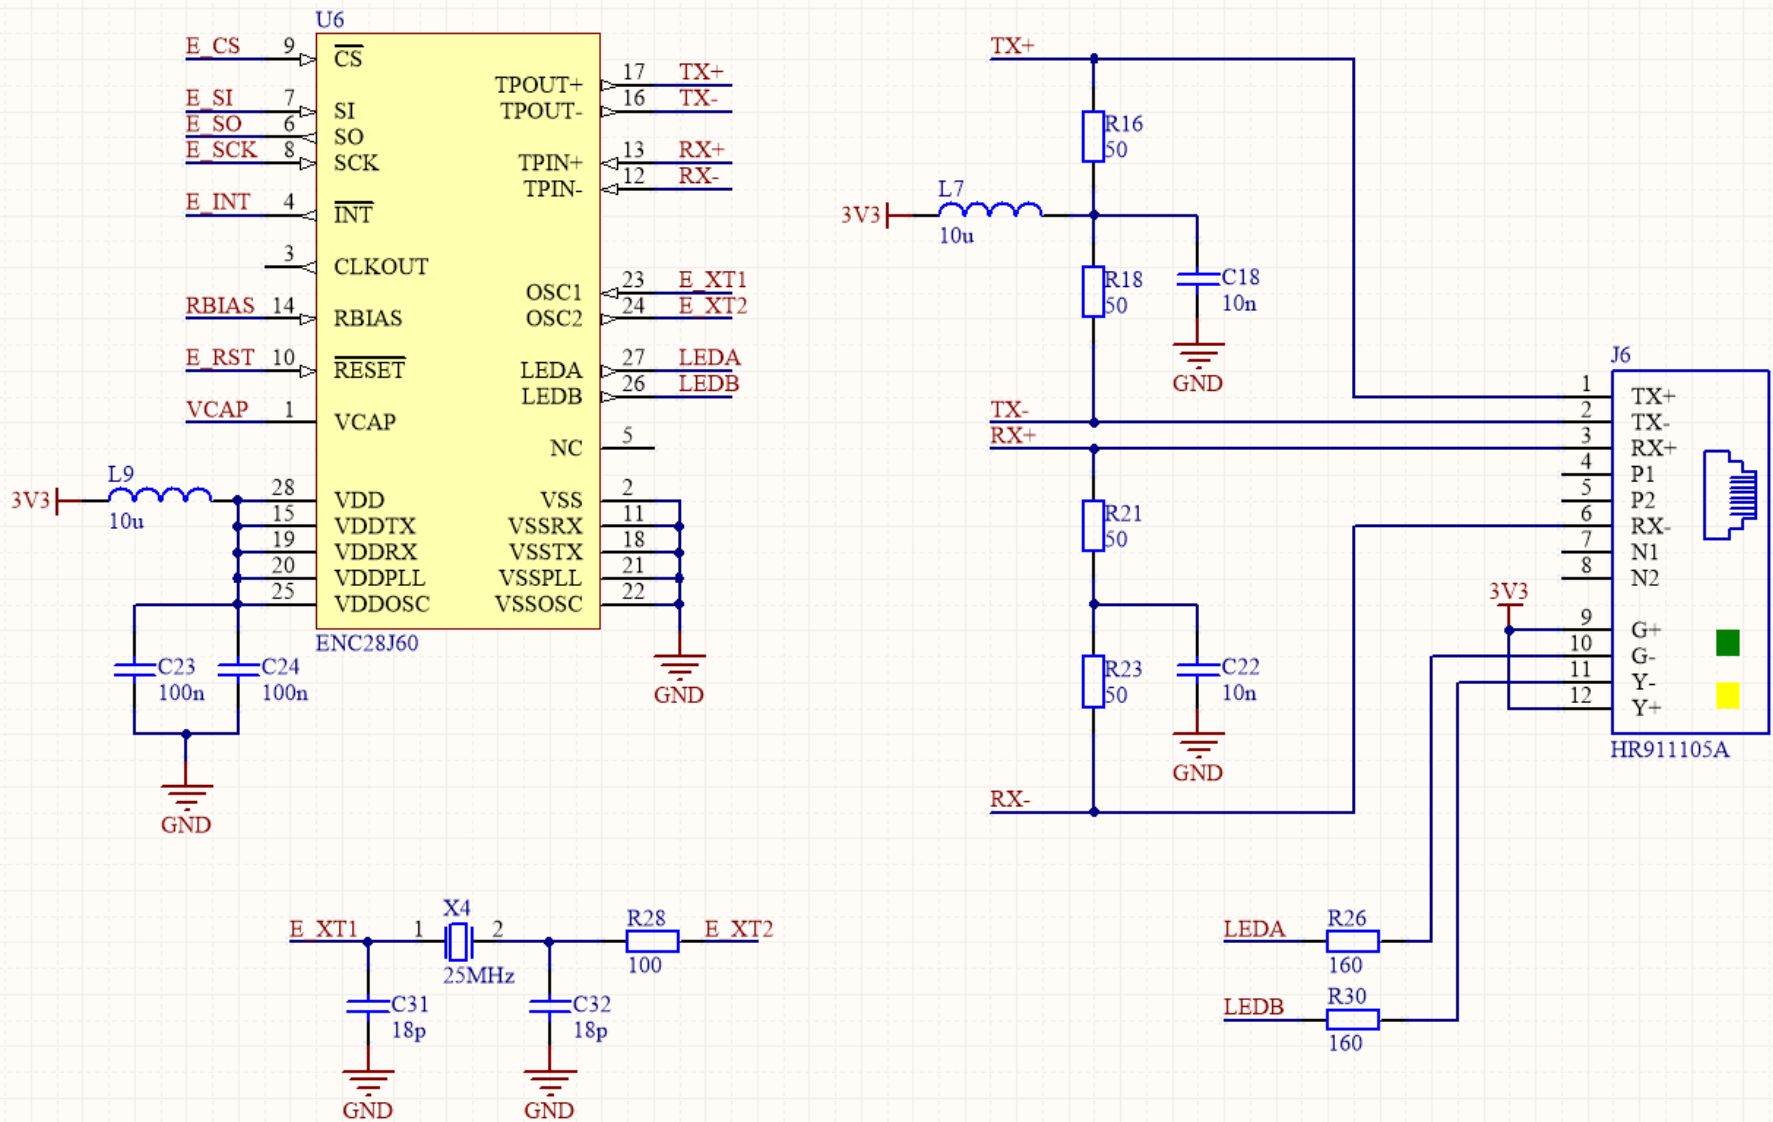 U6
E_CS 9 CS
E_SI 7 SI
E_SO 6 SO
E_SCK 8 SCK
E_INT 4 INT
3 CLKOUT
RBIAS 14 RBIAS
E_RST 10 RESET
VCAP 1 VCAP
28 VDD
15 VDDTX
19 VDDRX
20 VDDPLL
25 VDDOSC
TPOUT+ 17 TX+
TPOUT- 16 TX-
TPIN+ 13 RX+
TPIN- 12 RX-
OSC1 23 E_XT1
OSC2 24 E_XT2
LEDA 27 LEDA
LEDB 26 LEDB
NC 5
VSS 2
VSSRX 11
VSSTX 18
VSSPLL 21
VSSOSC 22
ENC28J60
GND
L9
3V3
10u
C23
100n
C24
100n
GND
TX+
R16
50
L7
3V3
10u
R18
50
C18
10n
GND
TX-
RX+
R21
50
R23
50
C22
10n
GND
RX-
J6
1 TX+
2 TX-
3 RX+
4 P1
5 P2
6 RX-
7 N1
8 N2
3V3
9 G+
10 G-
11 Y-
12 Y+
HR911105A
E_XT1
1
X4
2
25MHz
R28
100
E_XT2
C31
18p
GND
C32
18p
GND
LEDA
R26
160
LEDB
R30
160